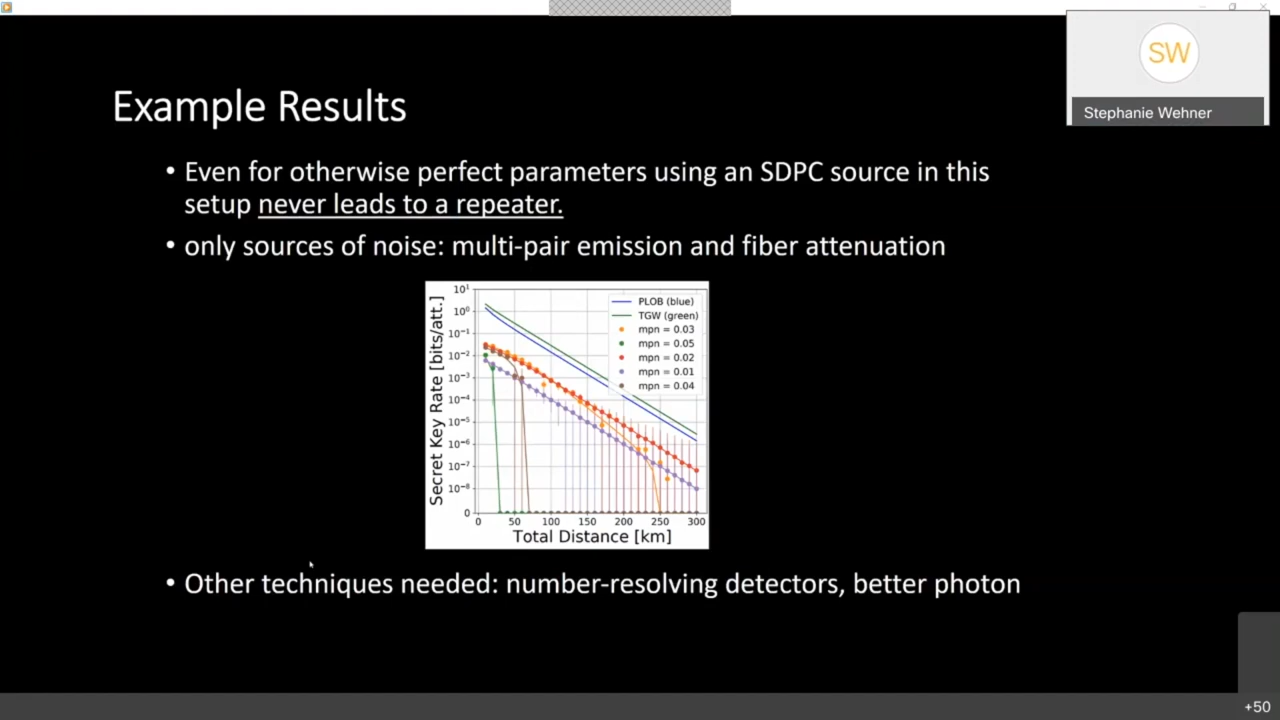 SW
Stephanie Wehner
Example Results
• Even for otherwise perfect parameters using an SDPC source in this
setup never leads to a repeater.
• only sources of noise: multi-pair emission and fiber attenuation
Secret Key Rate [bits/att.]
10¹
10⁰
10⁻¹
10⁻²
10⁻³
10⁻⁴
10⁻⁵
10⁻⁶
10⁻⁷
10⁻⁸
0
PLOB (blue)
TGW (green)
mpn = 0.03
mpn = 0.05
mpn = 0.02
mpn = 0.01
mpn = 0.04
0 50 100 150 200 250 300
Total Distance [km]
• Other techniques needed: number-resolving detectors, better photon
+50